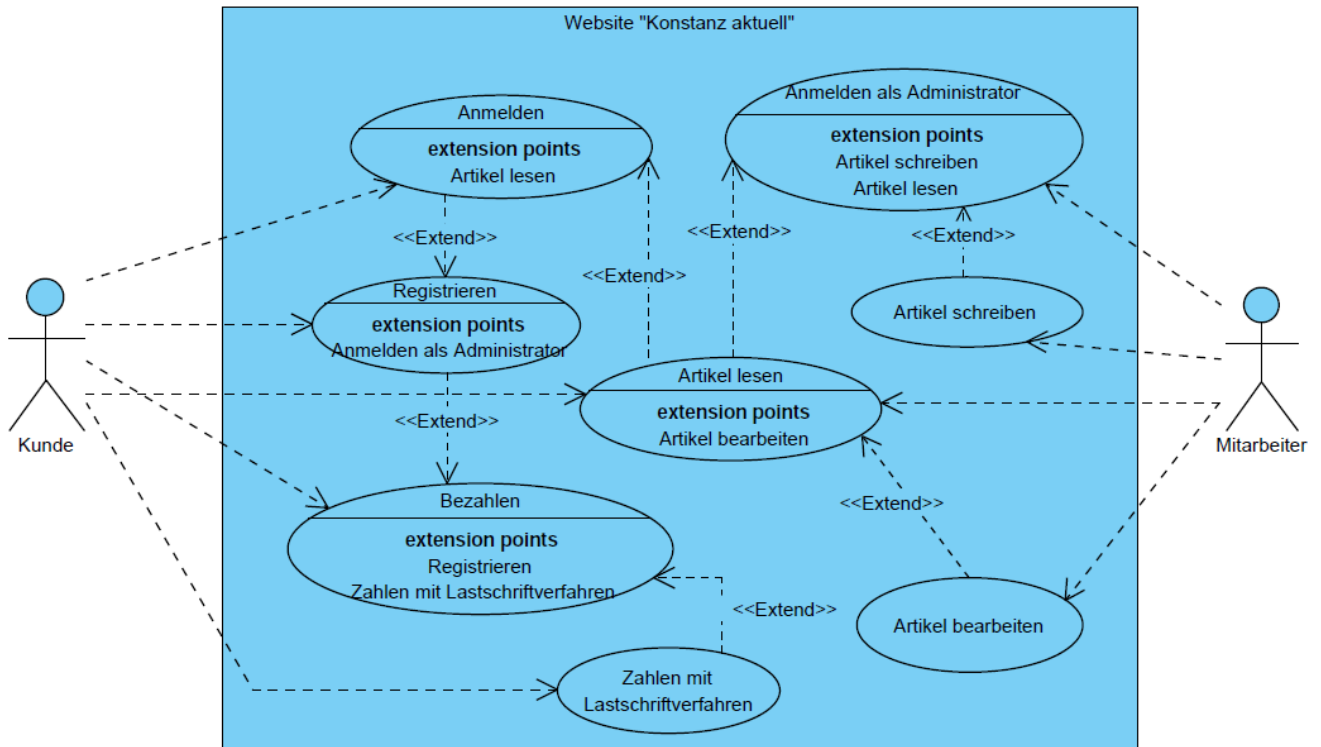 Website "Konstanz aktuell"
Anmelden
extension points
Artikel lesen
Anmelden als Administrator
extension points
Artikel schreiben
Artikel lesen
<<Extend>>
<<Extend>>
<<Extend>>
<<Extend>>
Registrieren
extension points
Anmelden als Administrator
Artikel schreiben
Artikel lesen
extension points
Artikel bearbeiten
<<Extend>>
Kunde
Mitarbeiter
Bezahlen
extension points
Registrieren
Zahlen mit Lastschriftverfahren
<<Extend>>
<<Extend>>
Artikel bearbeiten
Zahlen mit
Lastschriftverfahren